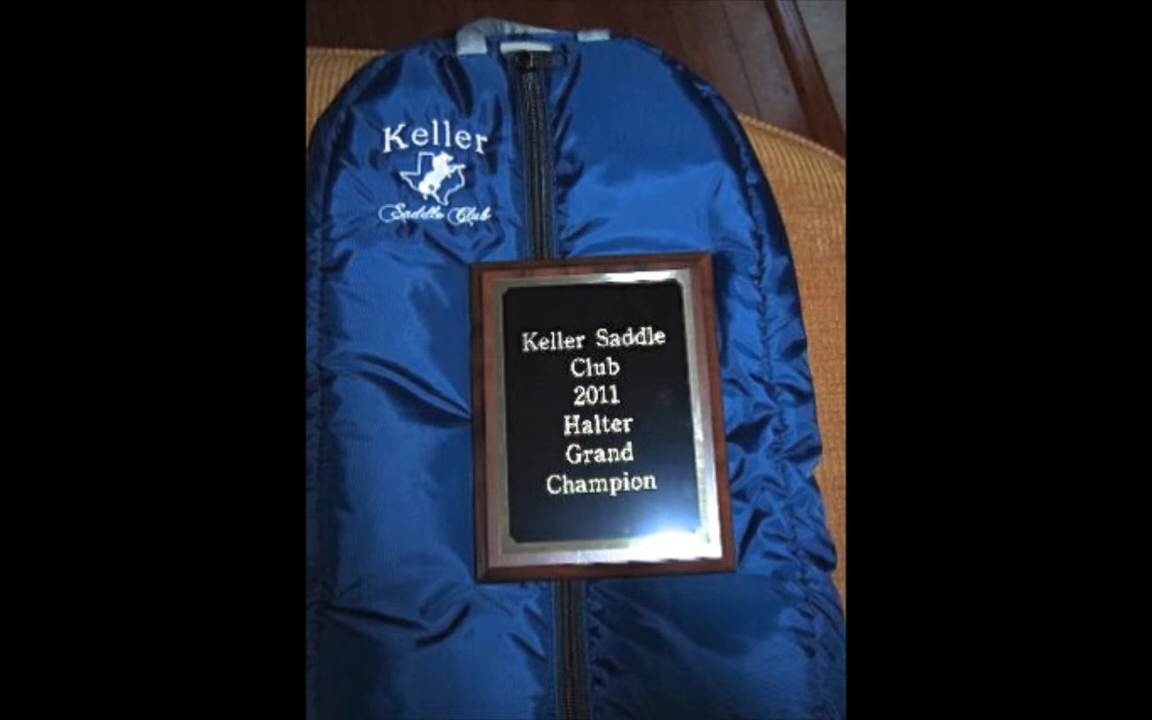 Keller
Saddle Club
Keller Saddle
Club
2011
Halter
Grand
Champion